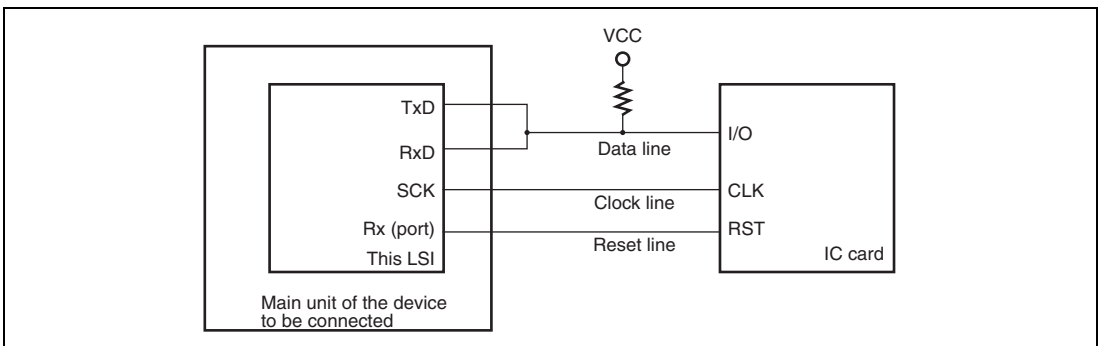 VCC
TxD
RxD
SCK
Rx (port)
This LSI
Main unit of the device
to be connected
Data line
Clock line
Reset line
I/O
CLK
RST
IC card